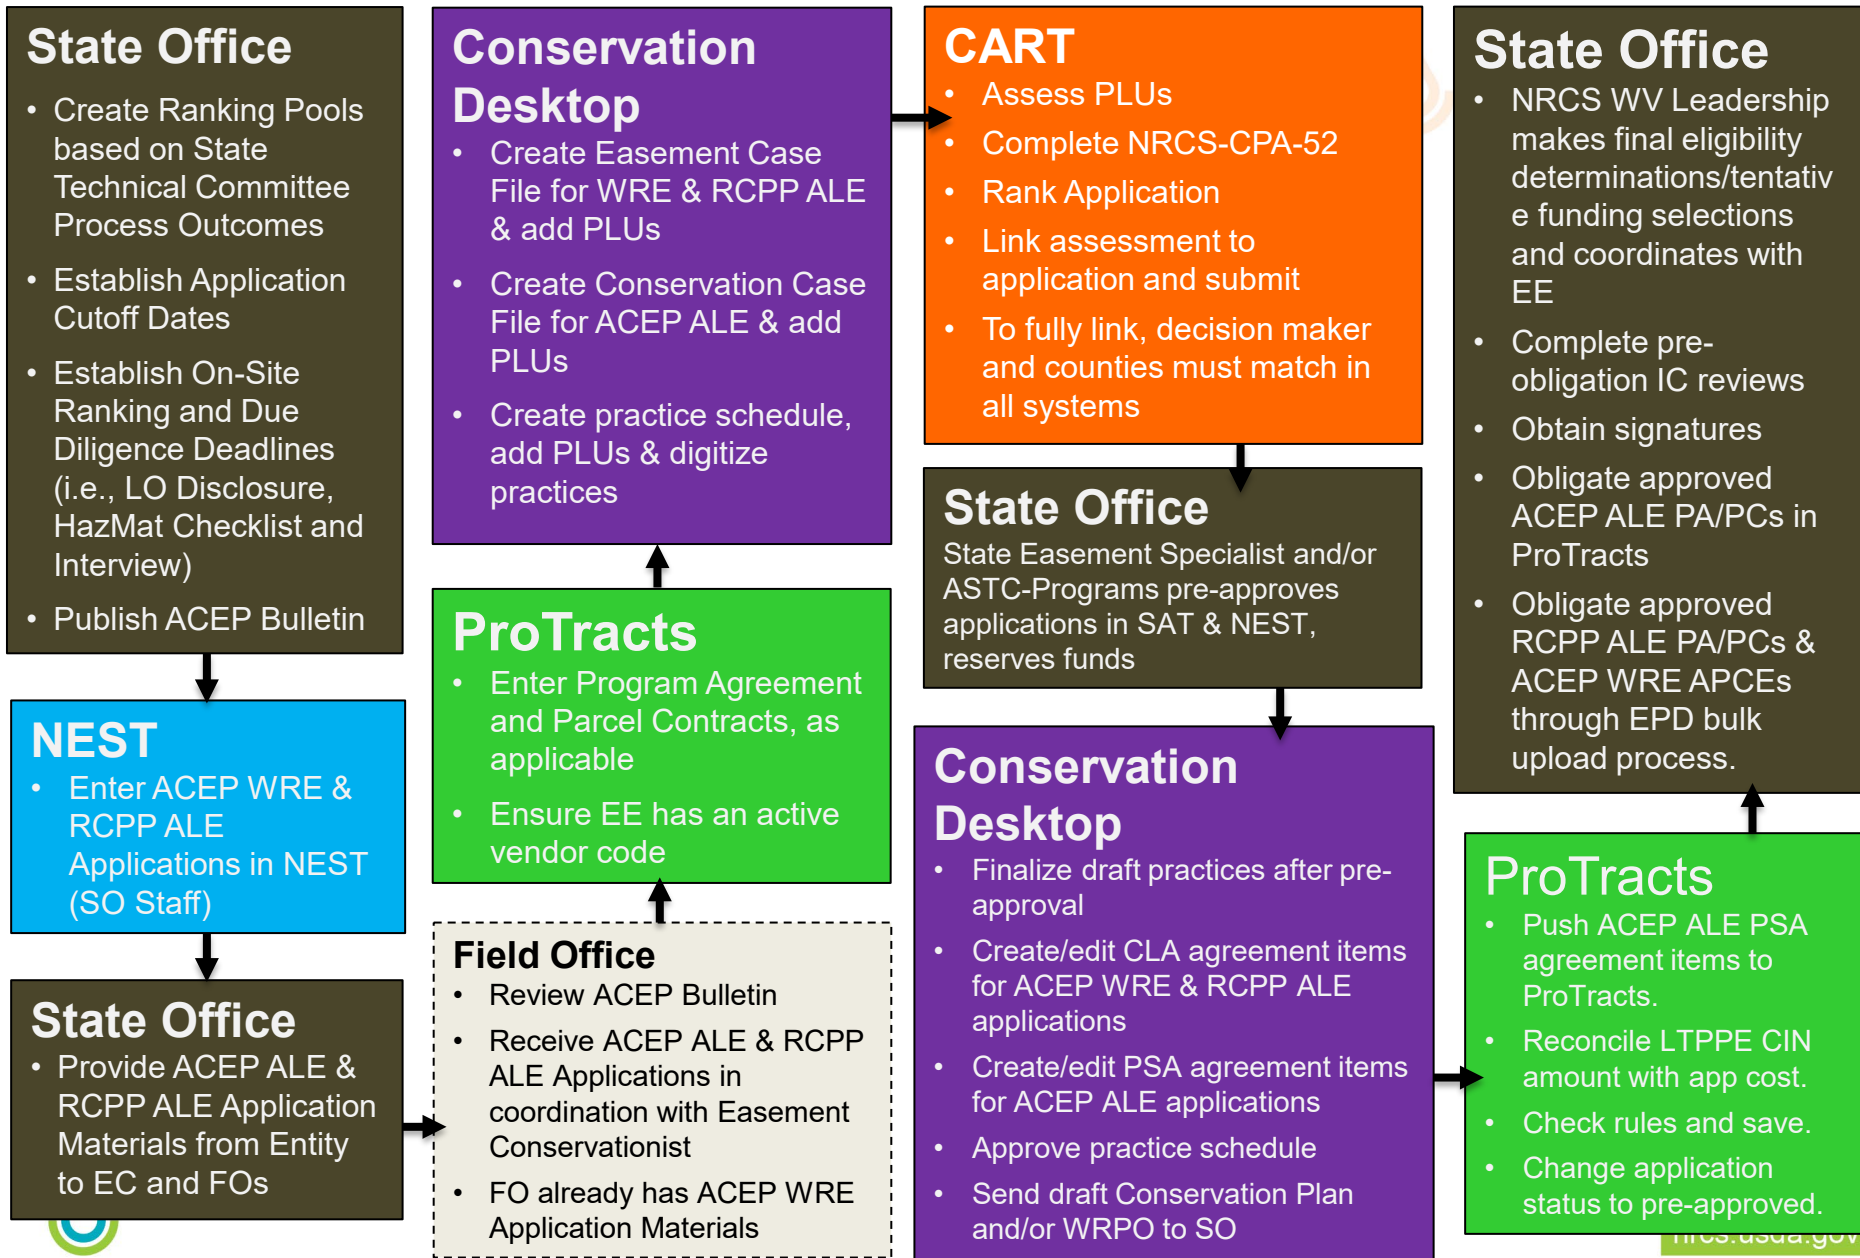 State Office
• Create Ranking Pools
based on State
Technical Committee
Process Outcomes
• Establish Application
Cutoff Dates
• Establish On-Site
Ranking and Due
Diligence Deadlines
(i.e., LO Disclosure,
HazMat Checklist and
Interview)
• Publish ACEP Bulletin
NEST
• Enter ACEP WRE &
RCPP ALE
Applications in NEST
(SO Staff)
State Office
• Provide ACEP ALE &
RCPP ALE Application
Materials from Entity
to EC and FOs
Field Office
• Review ACEP Bulletin
• Receive ACEP ALE & RCPP
ALE Applications in
coordination with Easement
Conservationist
• FO already has ACEP WRE
Application Materials
ProTracts
• Enter Program Agreement
and Parcel Contracts, as
applicable
• Ensure EE has an active
vendor code
Conservation
Desktop
• Create Easement Case
File for WRE & RCPP ALE
& add PLUs
• Create Conservation Case
File for ACEP ALE & add
PLUs
• Create practice schedule,
add PLUs & digitize
practices
CART
• Assess PLUs
• Complete NRCS-CPA-52
• Rank Application
• Link assessment to
application and submit
• To fully link, decision maker
and counties must match in
all systems
State Office
State Easement Specialist and/or
ASTC-Programs pre-approves
applications in SAT & NEST,
reserves funds
Conservation
Desktop
• Finalize draft practices after pre-
approval
• Create/edit CLA agreement items
for ACEP WRE & RCPP ALE
applications
• Create/edit PSA agreement items
for ACEP ALE applications
• Approve practice schedule
• Send draft Conservation Plan
and/or WRPO to SO
ProTracts
• Push ACEP ALE PSA
agreement items to
ProTracts.
• Reconcile LTPPE CIN
amount with app cost.
• Check rules and save.
• Change application
status to pre-approved.
State Office
• NRCS WV Leadership
makes final eligibility
determinations/tentativ
e funding selections
and coordinates with
EE
• Complete pre-
obligation IC reviews
• Obtain signatures
• Obligate approved
ACEP ALE PA/PCs in
ProTracts
• Obligate approved
RCPP ALE PA/PCs &
ACEP WRE APCEs
through EPD bulk
upload process.
nrcs.usda.gov